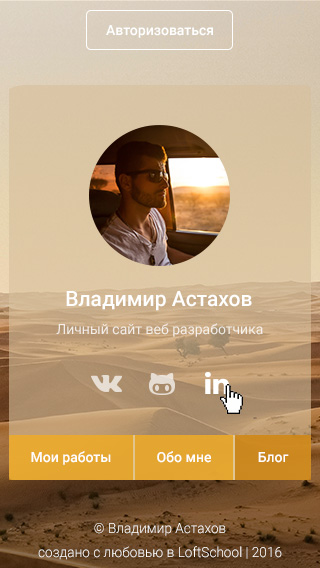 Авторизоваться
Владимир Астахов
Личный сайт веб разработчика
in
Мои работы
Обо мне
Блог
© Владимир Астахов
создано с любовью в LoftSchool | 2016